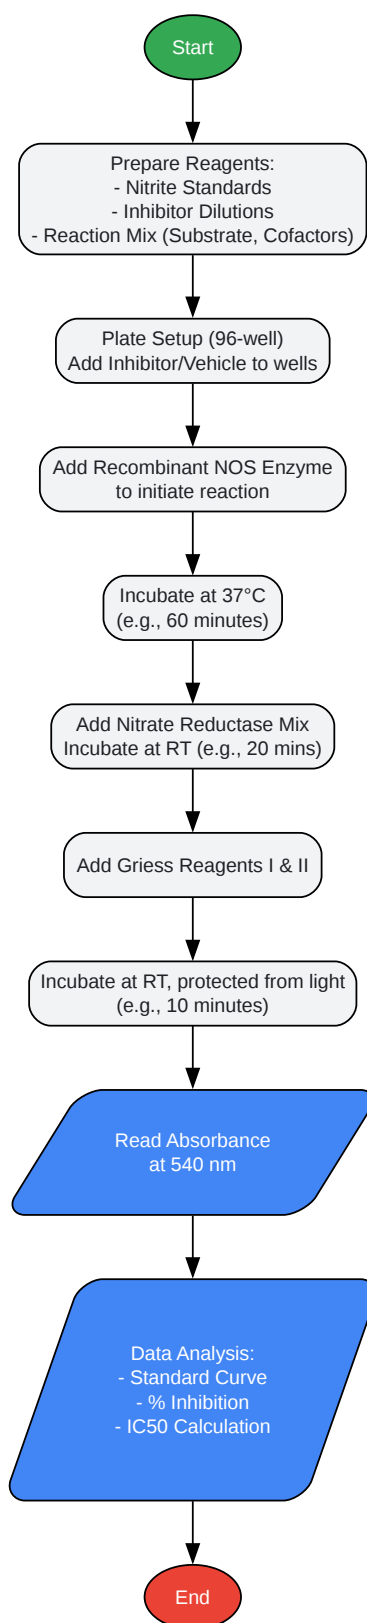 Start
Prepare Reagents:
- Nitrite Standards
- Inhibitor Dilutions
- Reaction Mix (Substrate, Cofactors)
Plate Setup (96-well)
Add Inhibitor/Vehicle to wells
Add Recombinant NOS Enzyme
to initiate reaction
Incubate at 37°C
(e.g., 60 minutes)
Add Nitrate Reductase Mix
Incubate at RT (e.g., 20 mins)
Add Griess Reagents I & II
Incubate at RT, protected from light
(e.g., 10 minutes)
Read Absorbance
at 540 nm
Data Analysis:
- Standard Curve
- % Inhibition
- IC50 Calculation
End